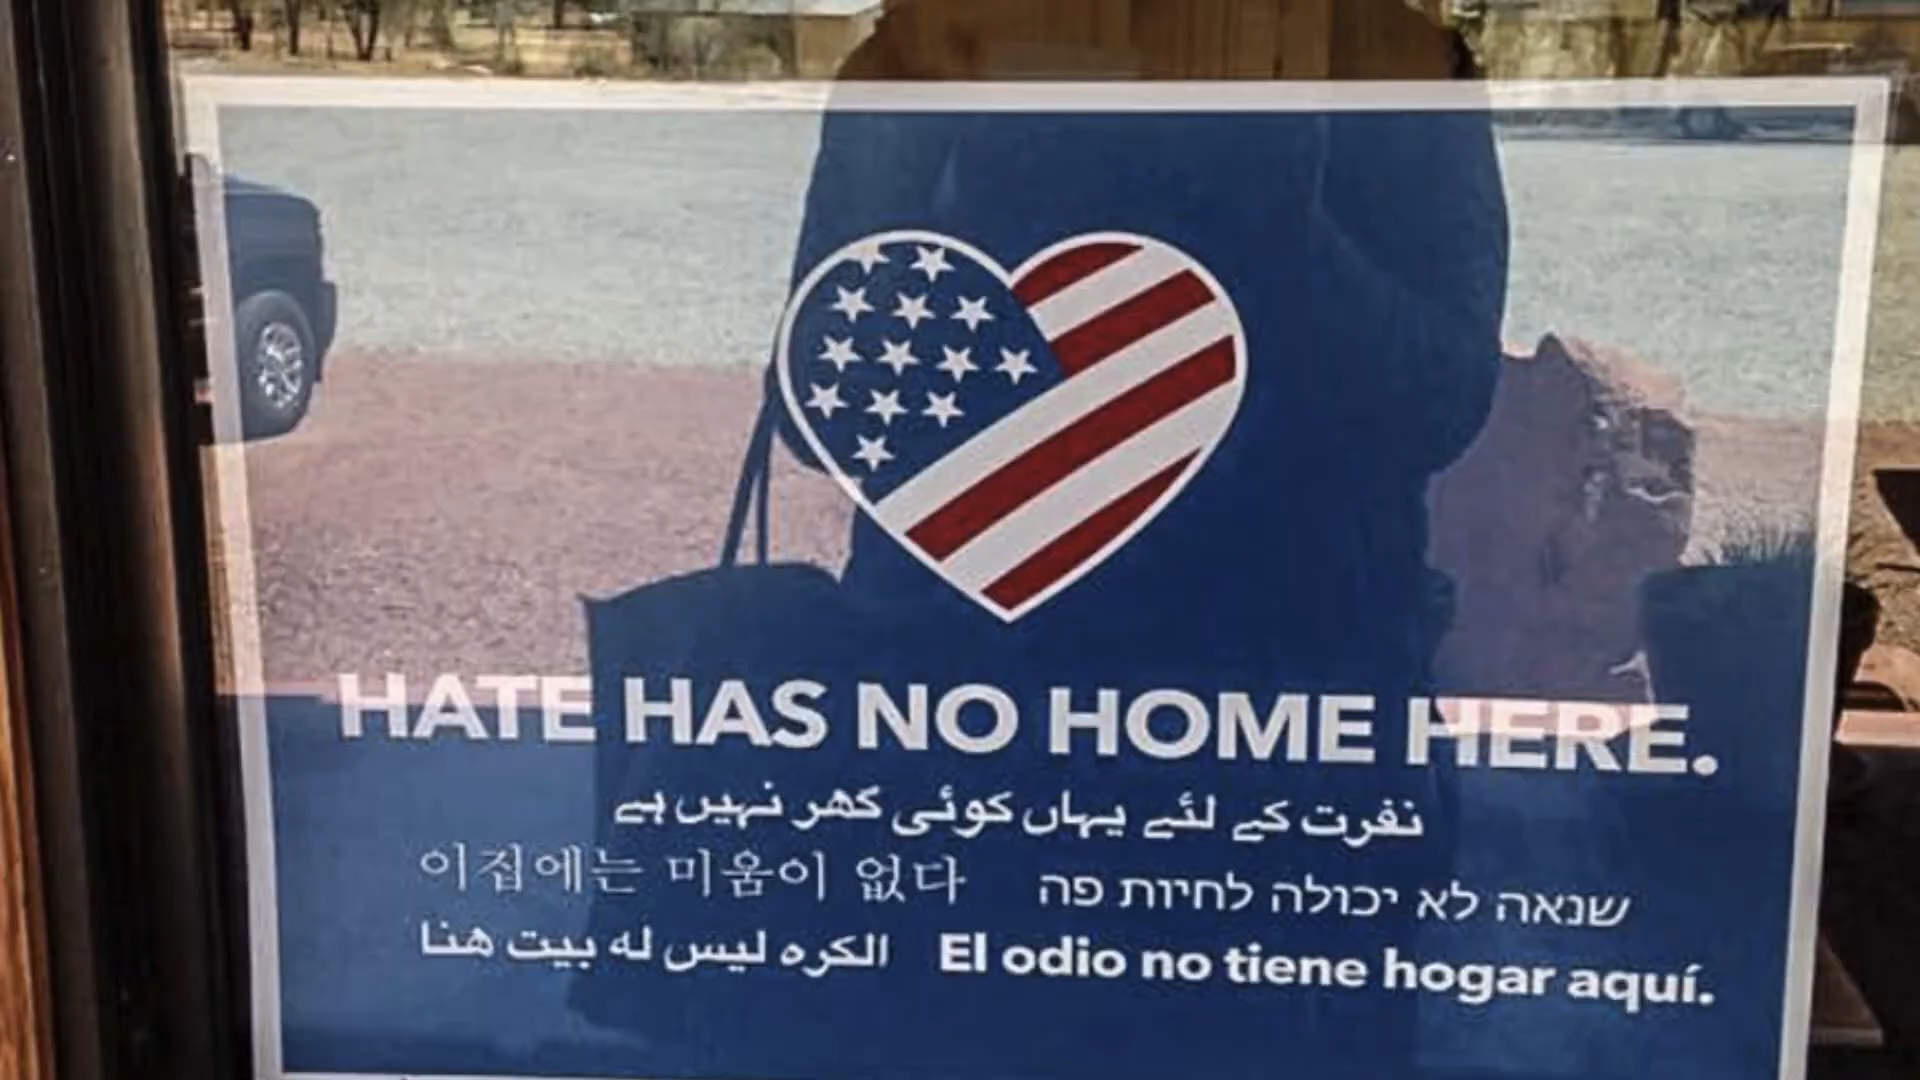 HATE HAS NO HOME HERE.
نفرت کے لئے یہاں کوئی گھر نہیں ہے
이집에는 미움이 없다 שנאה לא יכולה לחיות פה
الكره ليس له بيت هنا El odio no tiene hogar aquí.